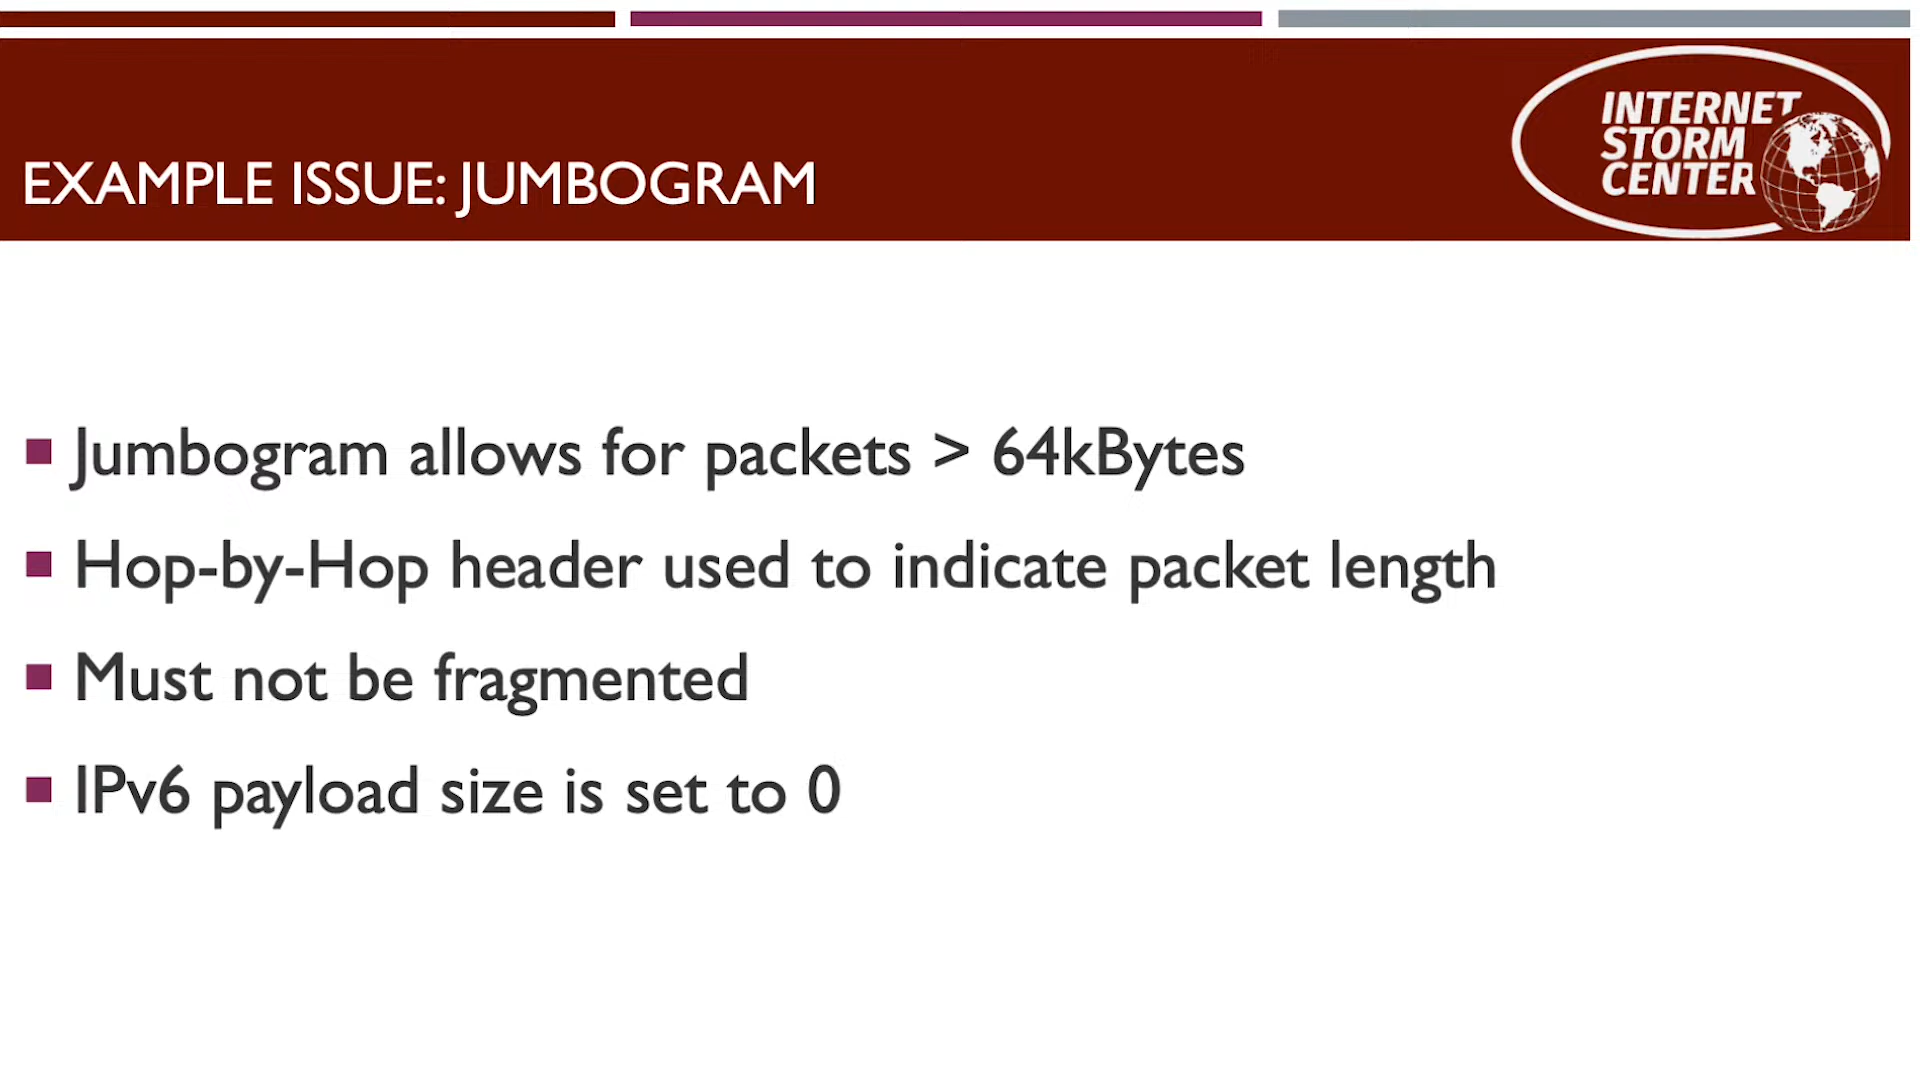 EXAMPLE ISSUE: JUMBOGRAM
INTERNET
STORM
CENTER
Jumbogram allows for packets > 64kBytes
Hop-by-Hop header used to indicate packet length
Must not be fragmented
IPv6 payload size is set to 0